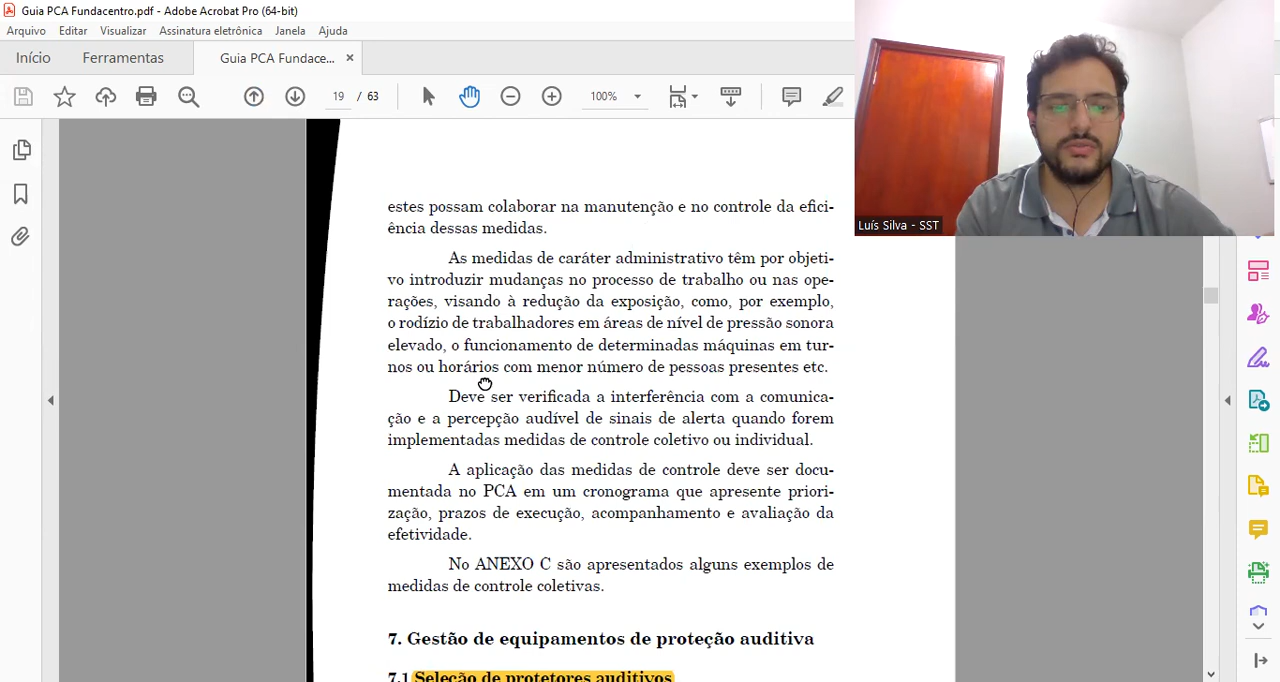 Guia PCA Fundacentro.pdf - Adobe Acrobat Pro (64-bit)
Arquivo Editar Visualizar Assinatura eletrônica Janela Ajuda
Início Ferramentas Guia PCA Fundace... ×
19 / 63 100%
Luís Silva - SST
estes possam colaborar na manutenção e no controle da efici-
ência dessas medidas.
As medidas de caráter administrativo têm por objeti-
vo introduzir mudanças no processo de trabalho ou nas ope-
rações, visando à redução da exposição, como, por exemplo,
o rodízio de trabalhadores em áreas de nível de pressão sonora
elevado, o funcionamento de determinadas máquinas em tur-
nos ou horários com menor número de pessoas presentes etc.
Deve ser verificada a interferência com a comunica-
ção e a percepção audível de sinais de alerta quando forem
implementadas medidas de controle coletivo ou individual.
A aplicação das medidas de controle deve ser docu-
mentada no PCA em um cronograma que apresente priori-
zação, prazos de execução, acompanhamento e avaliação da
efetividade.
No ANEXO C são apresentados alguns exemplos de
medidas de controle coletivas.
7. Gestão de equipamentos de proteção auditiva
7.1 Seleção de protetores auditivos